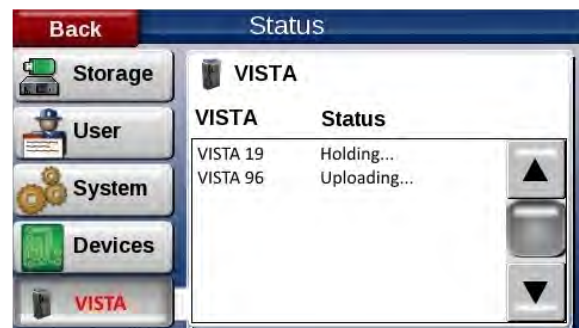 Back
Status
Storage
User
System
Devices
VISTA
VISTA
VISTA Status
VISTA 19 Holding...
VISTA 96 Uploading...